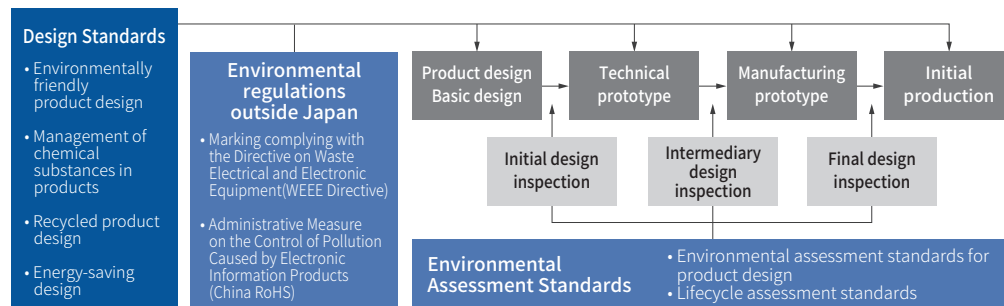 Design Standards
• Environmentally
friendly
product design
• Management of
chemical
substances in
products
• Recycled product
design
• Energy-saving
design
Environmental
regulations
outside Japan
• Marking complying with
the Directive on Waste
Electrical and Electronic
Equipment(WEEE Directive)
• Administrative Measure
on the Control of Pollution
Caused by Electronic
Information Products
(China RoHS)
Product design
Basic design
Technical
prototype
Manufacturing
prototype
Initial
production
Initial design
inspection
Intermediary
design
inspection
Final design
inspection
Environmental
Assessment Standards
• Environmental assessment standards for
product design
• Lifecycle assessment standards